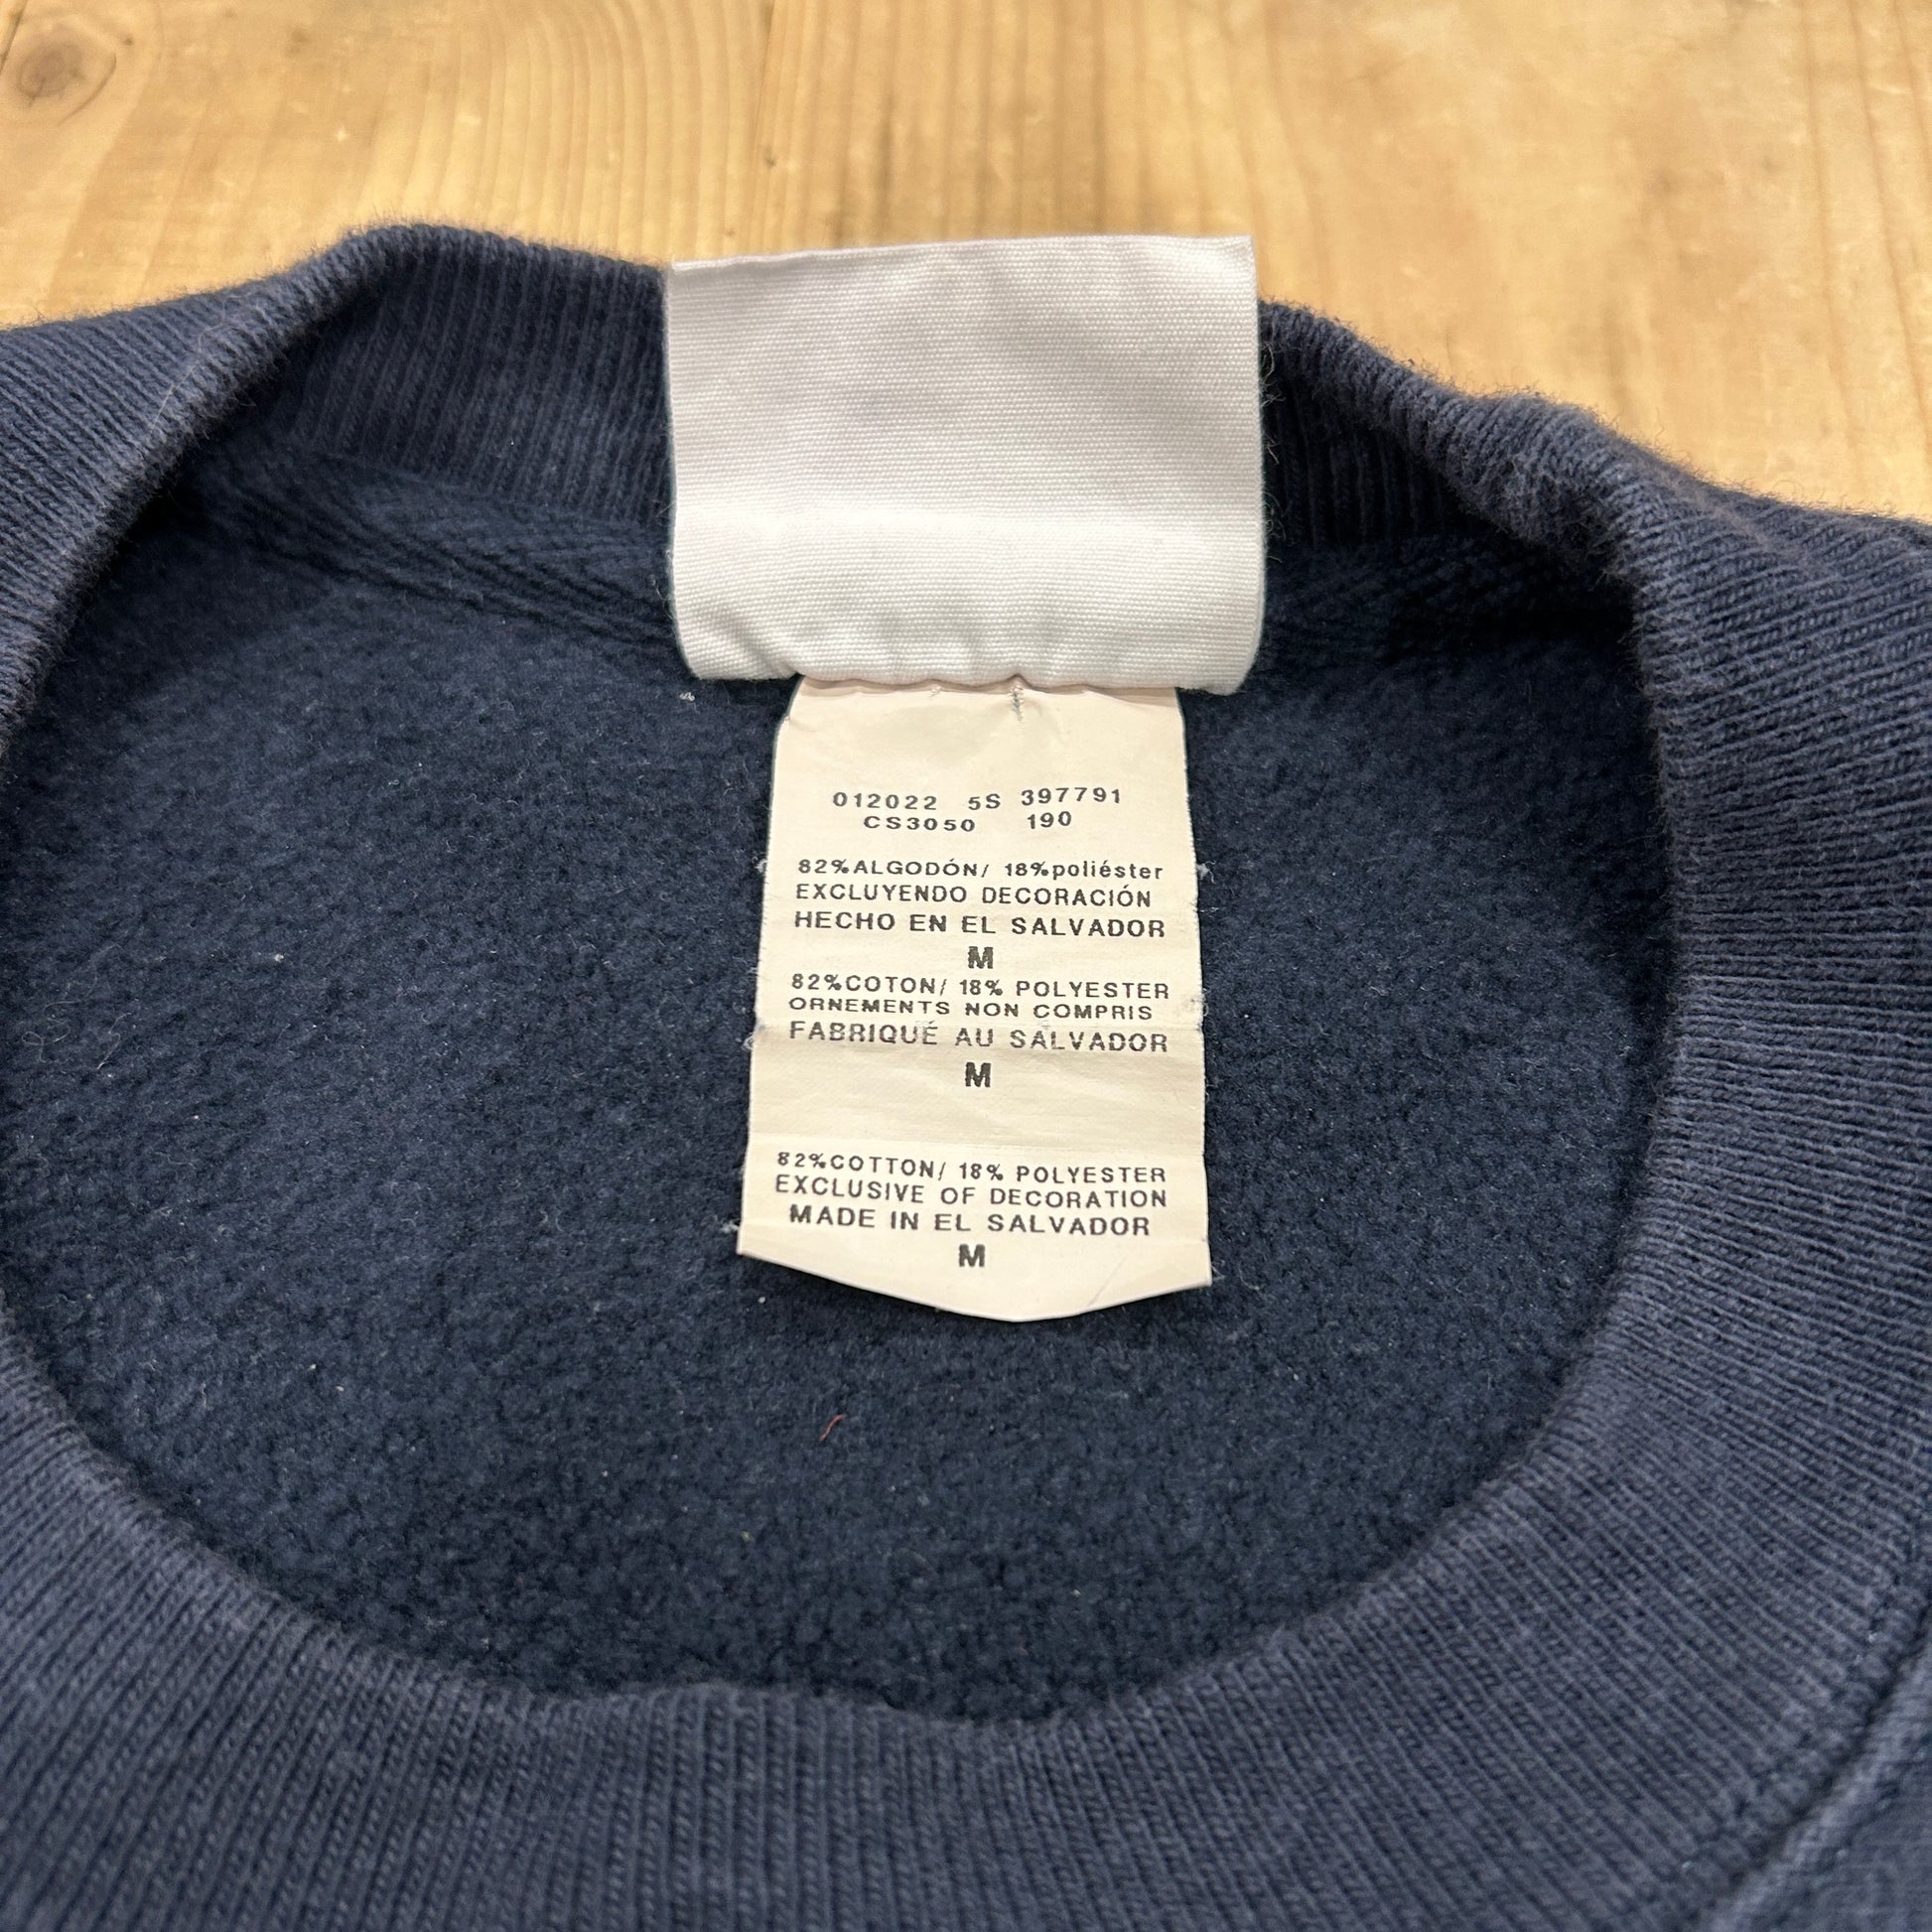 012022 5S 397791
CS3050 190
82%ALGODÓN/ 18%poliéster
EXCLUYENDO DECORACIÓN
HECHO EN EL SALVADOR
M
82%COTON/ 18% POLYESTER
ORNEMENTS NON COMPRIS
FABRIQUÉ AU SALVADOR
M
82%COTTON/ 18% POLYESTER
EXCLUSIVE OF DECORATION
MADE IN EL SALVADOR
M